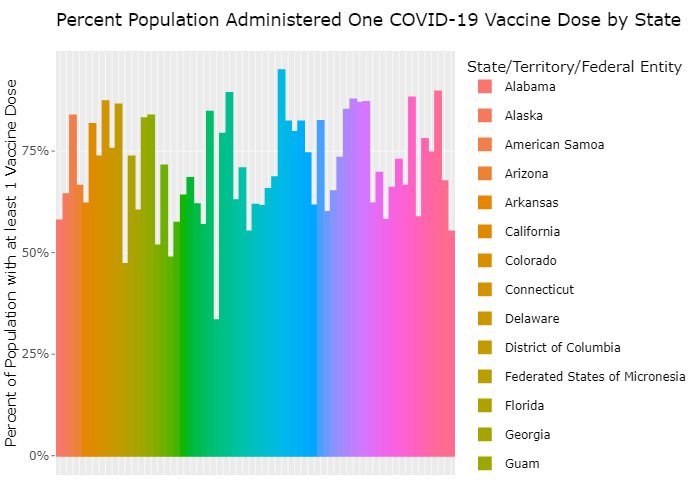 Percent Population Administered One COVID-19 Vaccine Dose by State
Percent of Population with at least 1 Vaccine Dose
75%
50%
25%
0%
State/Territory/Federal Entity
Alabama
Alaska
American Samoa
Arizona
Arkansas
California
Colorado
Connecticut
Delaware
District of Columbia
Federated States of Micronesia
Florida
Georgia
Guam